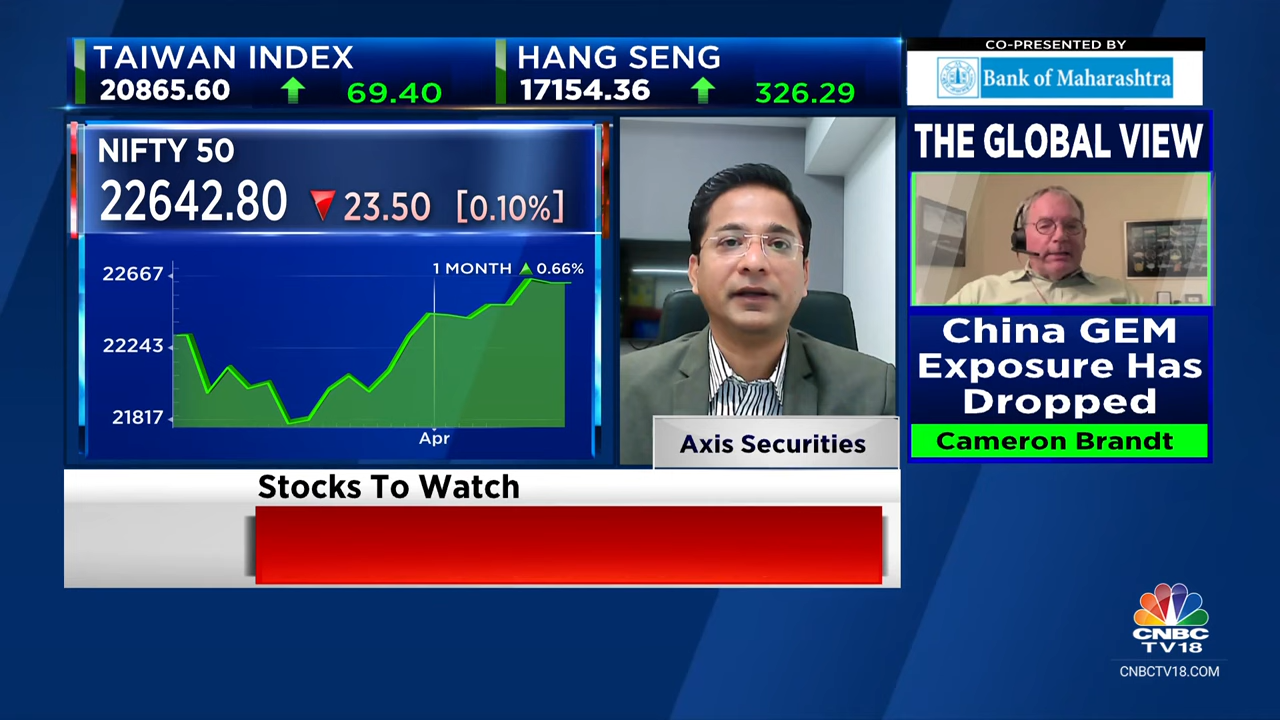 TAIWAN INDEX
20865.60 69.40
HANG SENG
17154.36 326.29
CO-PRESENTED BY
Bank of Maharashtra
NIFTY 50
22642.80 23.50 [0.10%]
1 MONTH 0.66%
22667
22243
21817
Apr
Axis Securities
THE GLOBAL VIEW
China GEM
Exposure Has
Dropped
Cameron Brandt
Stocks To Watch
CNBC
TV18
CNBCTV18.COM